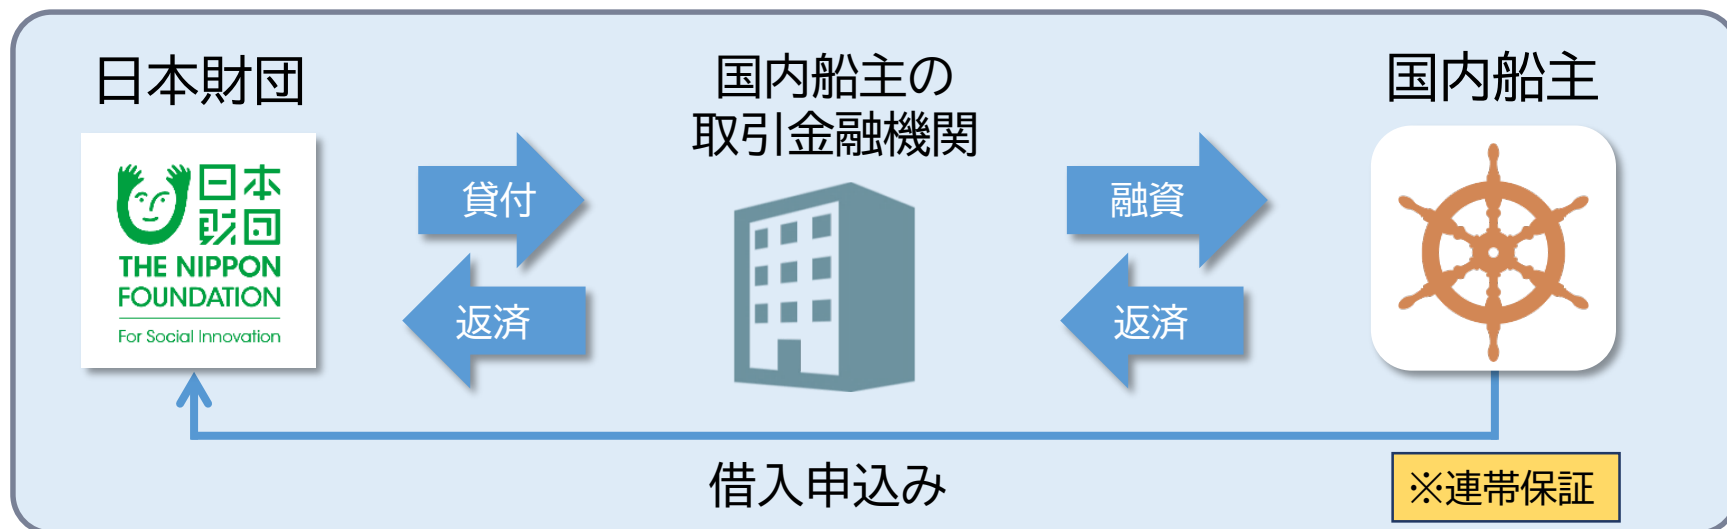 日本財団
国内船主の
取引金融機関
国内船主
日本
財団
THE NIPPON
FOUNDATION
For Social Innovation
貸付
返済
融資
返済
借入申込み
※連帯保証